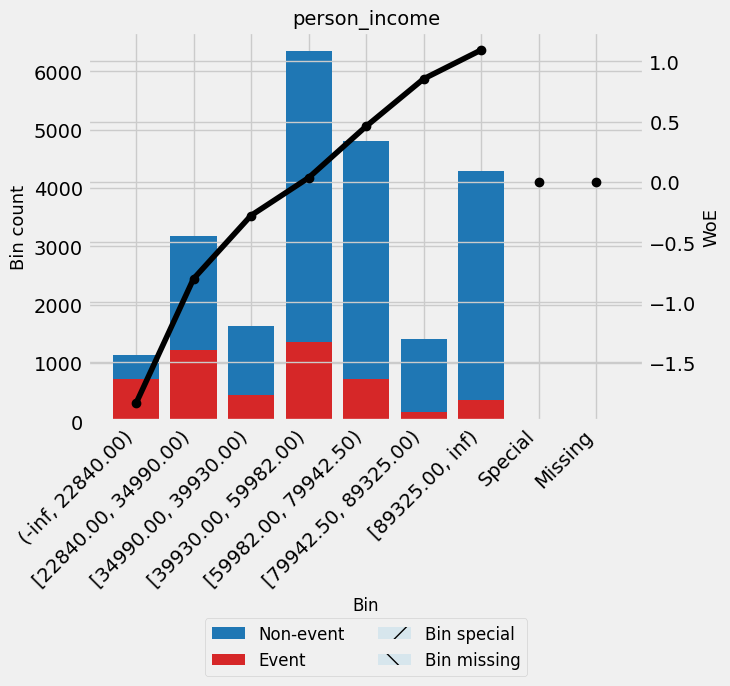 person_income
Bin count
6000
5000
4000
3000
2000
1000
0
1.0
0.5
0.0
−0.5
−1.0
−1.5
WoE
(-inf, 22840.00)
[22840.00, 34990.00)
[34990.00, 39930.00)
[39930.00, 59982.00)
[59982.00, 79942.50)
[79942.50, 89325.00)
[89325.00, inf)
Special
Missing
Bin
Non-event
Event
Bin special
Bin missing